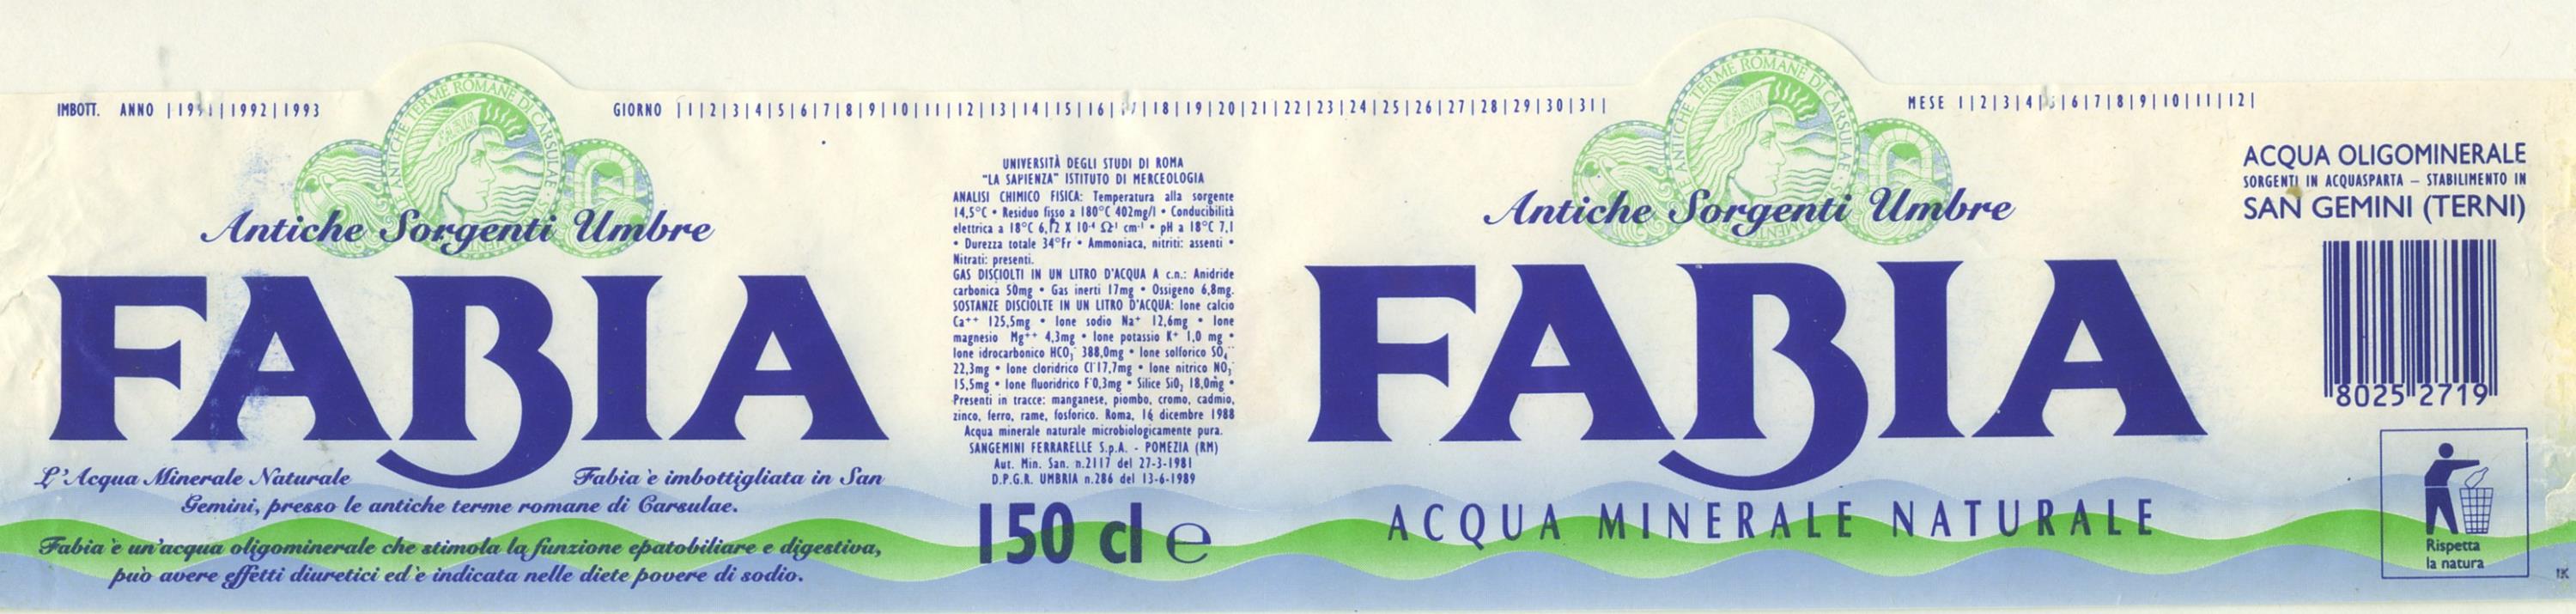 IMBOTT. ANNO |1991|1992|1993
GIORNO |1|2|3|4|5|6|7|8|9|10|11|12|13|14|15|16|17|18|19|20|21|22|23|24|25|26|27|28|29|30|31|
MESE 1|2|3|4|5|6|7|8|9|10|11|12|
ANTICHE TERME ROMANE DI CARSULAE
Antiche Sorgenti Umbre
FABIA
L'Acqua Minerale Naturale Fabia è imbottigliata in San
Gemini, presso le antiche terme romane di Carsulae.
Fabia è un'acqua oligominerale che stimola la funzione epatobiliare e digestiva,
può avere effetti diuretici ed è indicata nelle diete povere di sodio.
UNIVERSITÀ DEGLI STUDI DI ROMA
"LA SAPIENZA" ISTITUTO DI MERCEOLOGIA
ANALISI CHIMICO FISICA: Temperatura alla sorgente
14,5°C • Residuo fisso a 180°C 402mg/l • Conducibilità
elettrica a 18°C 6,12 X 10⁻⁴ Ω⁻¹ cm⁻¹ • pH a 18°C 7,1
• Durezza totale 34°Fr • Ammoniaca, nitriti: assenti •
Nitrati: presenti.
GAS DISCIOLTI IN UN LITRO D'ACQUA A c.n.: Anidride
carbonica 50mg • Gas inerti 17mg • Ossigeno 6,8mg.
SOSTANZE DISCIOLTE IN UN LITRO D'ACQUA: Ione calcio
Ca⁺⁺ 125,5mg • Ione sodio Na⁺ 12,6mg • Ione
magnesio Mg⁺⁺ 4,3mg • Ione potassio K⁺ 1,0 mg •
Ione idrocarbonico HCO₃⁻ 388,0mg • Ione solforico SO₄⁻⁻
22,3mg • Ione cloridrico Cl⁻ 17,7mg • Ione nitrico NO₃⁻
15,5mg • Ione fluoridrico F⁻ 0,3mg • Silice SiO₂ 18,0mg •
Presenti in tracce: manganese, piombo, cromo, cadmio,
zinco, ferro, rame, fosforico. Roma, 16 dicembre 1988
Acqua minerale naturale microbiologicamente pura.
SANGEMINI FERRARELLE S.p.A. - POMEZIA (RM)
Aut. Min. San. n.2117 del 27-3-1981
D.P.G.R. UMBRIA n.286 del 13-6-1989
150 cl e
ANTICHE TERME ROMANE DI CARSULAE
Antiche Sorgenti Umbre
FABIA
ACQUA MINERALE NATURALE
ACQUA OLIGOMINERALE
SORGENTI IN ACQUASPARTA – STABILIMENTO IN
SAN GEMINI (TERNI)
8025 2719
Rispetta
la natura
1K